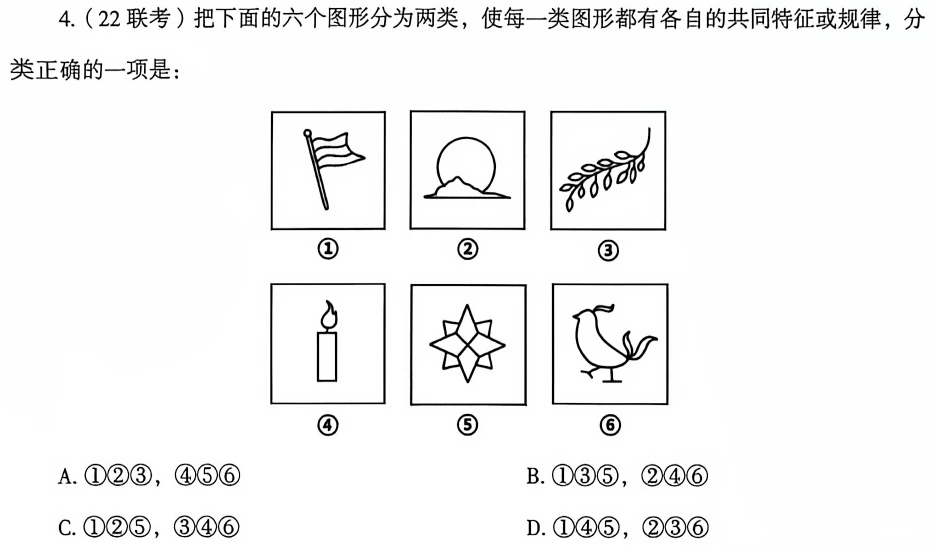 4.（22 联考）把下面的六个图形分为两类，使每一类图形都有各自的共同特征或规律，分
类正确的一项是：
① ② ③
④ ⑤ ⑥
A. ①②③，④⑤⑥ B. ①③⑤，②④⑥
C. ①②⑤，③④⑥ D. ①④⑤，②③⑥